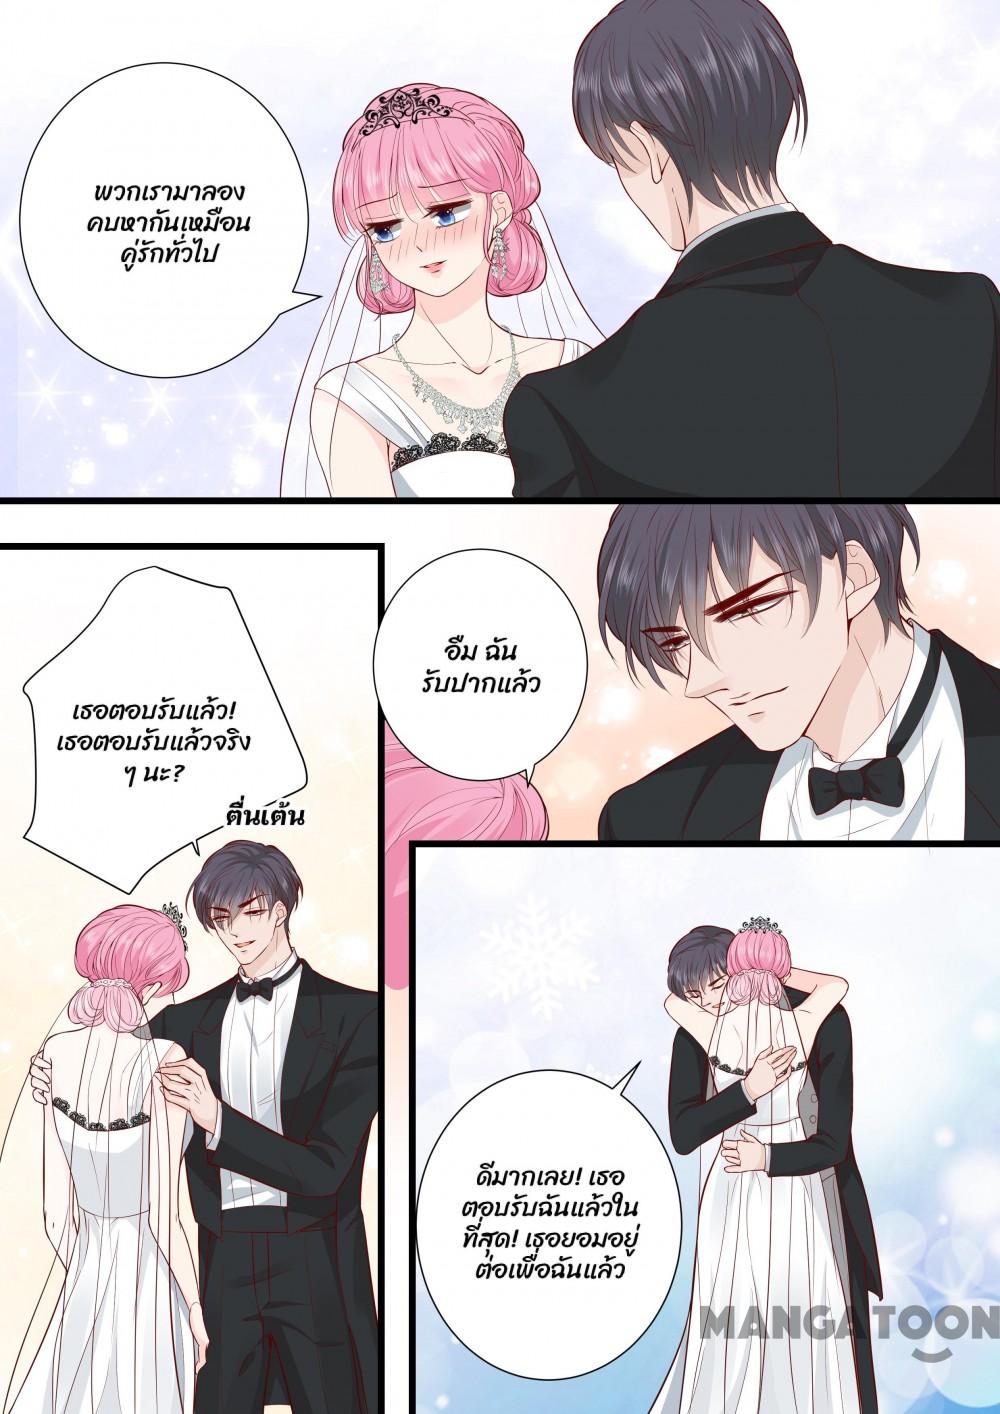 พวกเรามาลอง
คบหากันเหมือน
คู่รักทั่วไป
อืม ฉัน
รับปากแล้ว
เธอตอบรับแล้ว!
เธอตอบรับแล้วจริง
ๆ นะ?
ตื่นเต้น
ดีมากเลย! เธอ
ตอบรับฉันแล้วใน
ที่สุด! เธอยอมอยู่
ต่อเพื่อฉันแล้ว
MANGATOON